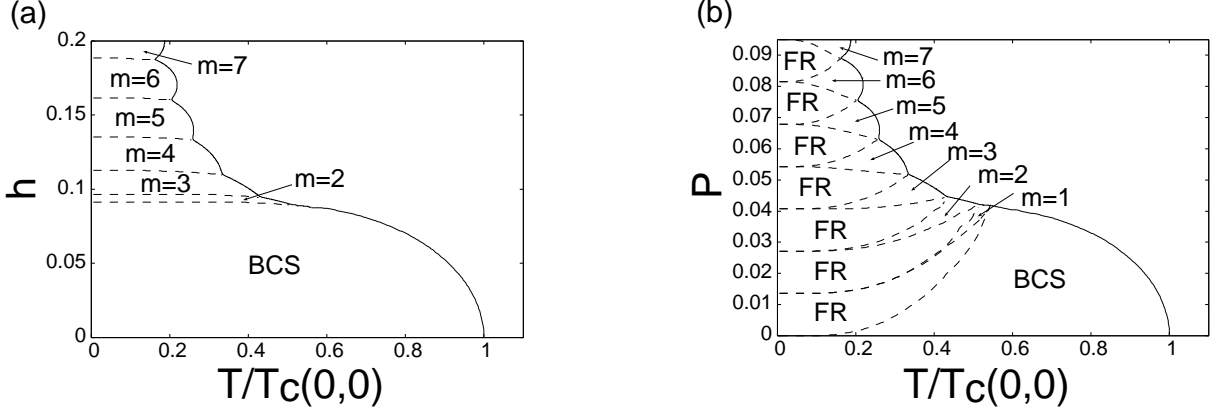 (a)
h
0.2
0.15
0.1
0.05
0
m=7
m=6
m=5
m=4
m=3
m=2
BCS
0 0.2 0.4 0.6 0.8 1
T/Tc(0,0)
(b)
P
0.09
0.08
0.07
0.06
0.05
0.04
0.03
0.02
0.01
0
FR
m=7
m=6
FR
m=5
FR
m=4
m=3
FR
m=2
m=1
FR
FR
FR
BCS
0 0.2 0.4 0.6 0.8 1
T/Tc(0,0)